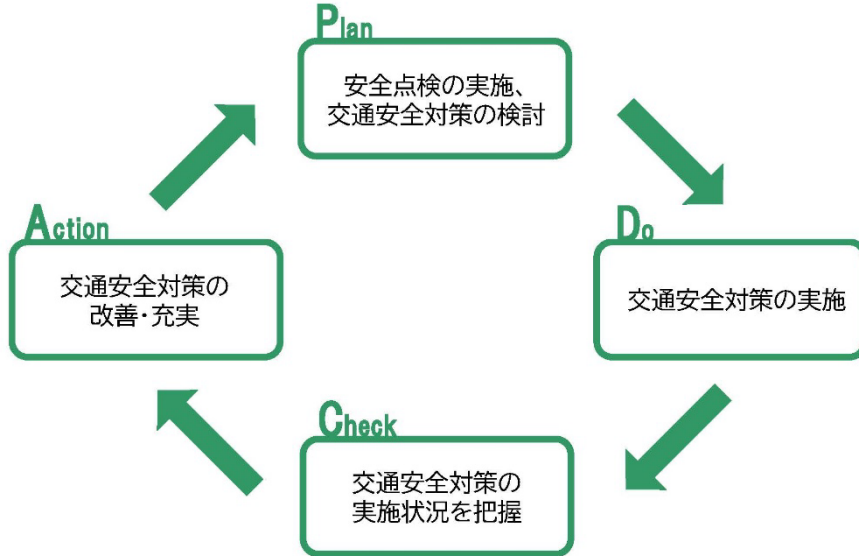 Plan
安全点検の実施、
交通安全対策の検討
Do
交通安全対策の実施
Check
交通安全対策の
実施状況を把握
Action
交通安全対策の
改善・充実